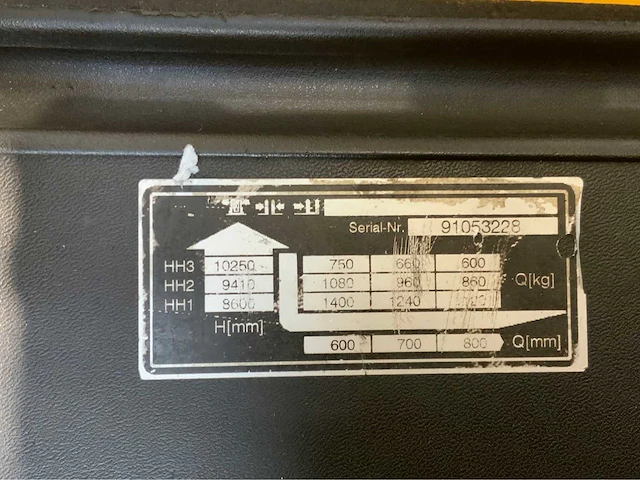 Serial-Nr. 91053228
HH3 10250 750 660 600
HH2 9410 1080 960 860 Q[kg]
HH1 8600 1400 1240
H[mm]
600 700 800 Q[mm]